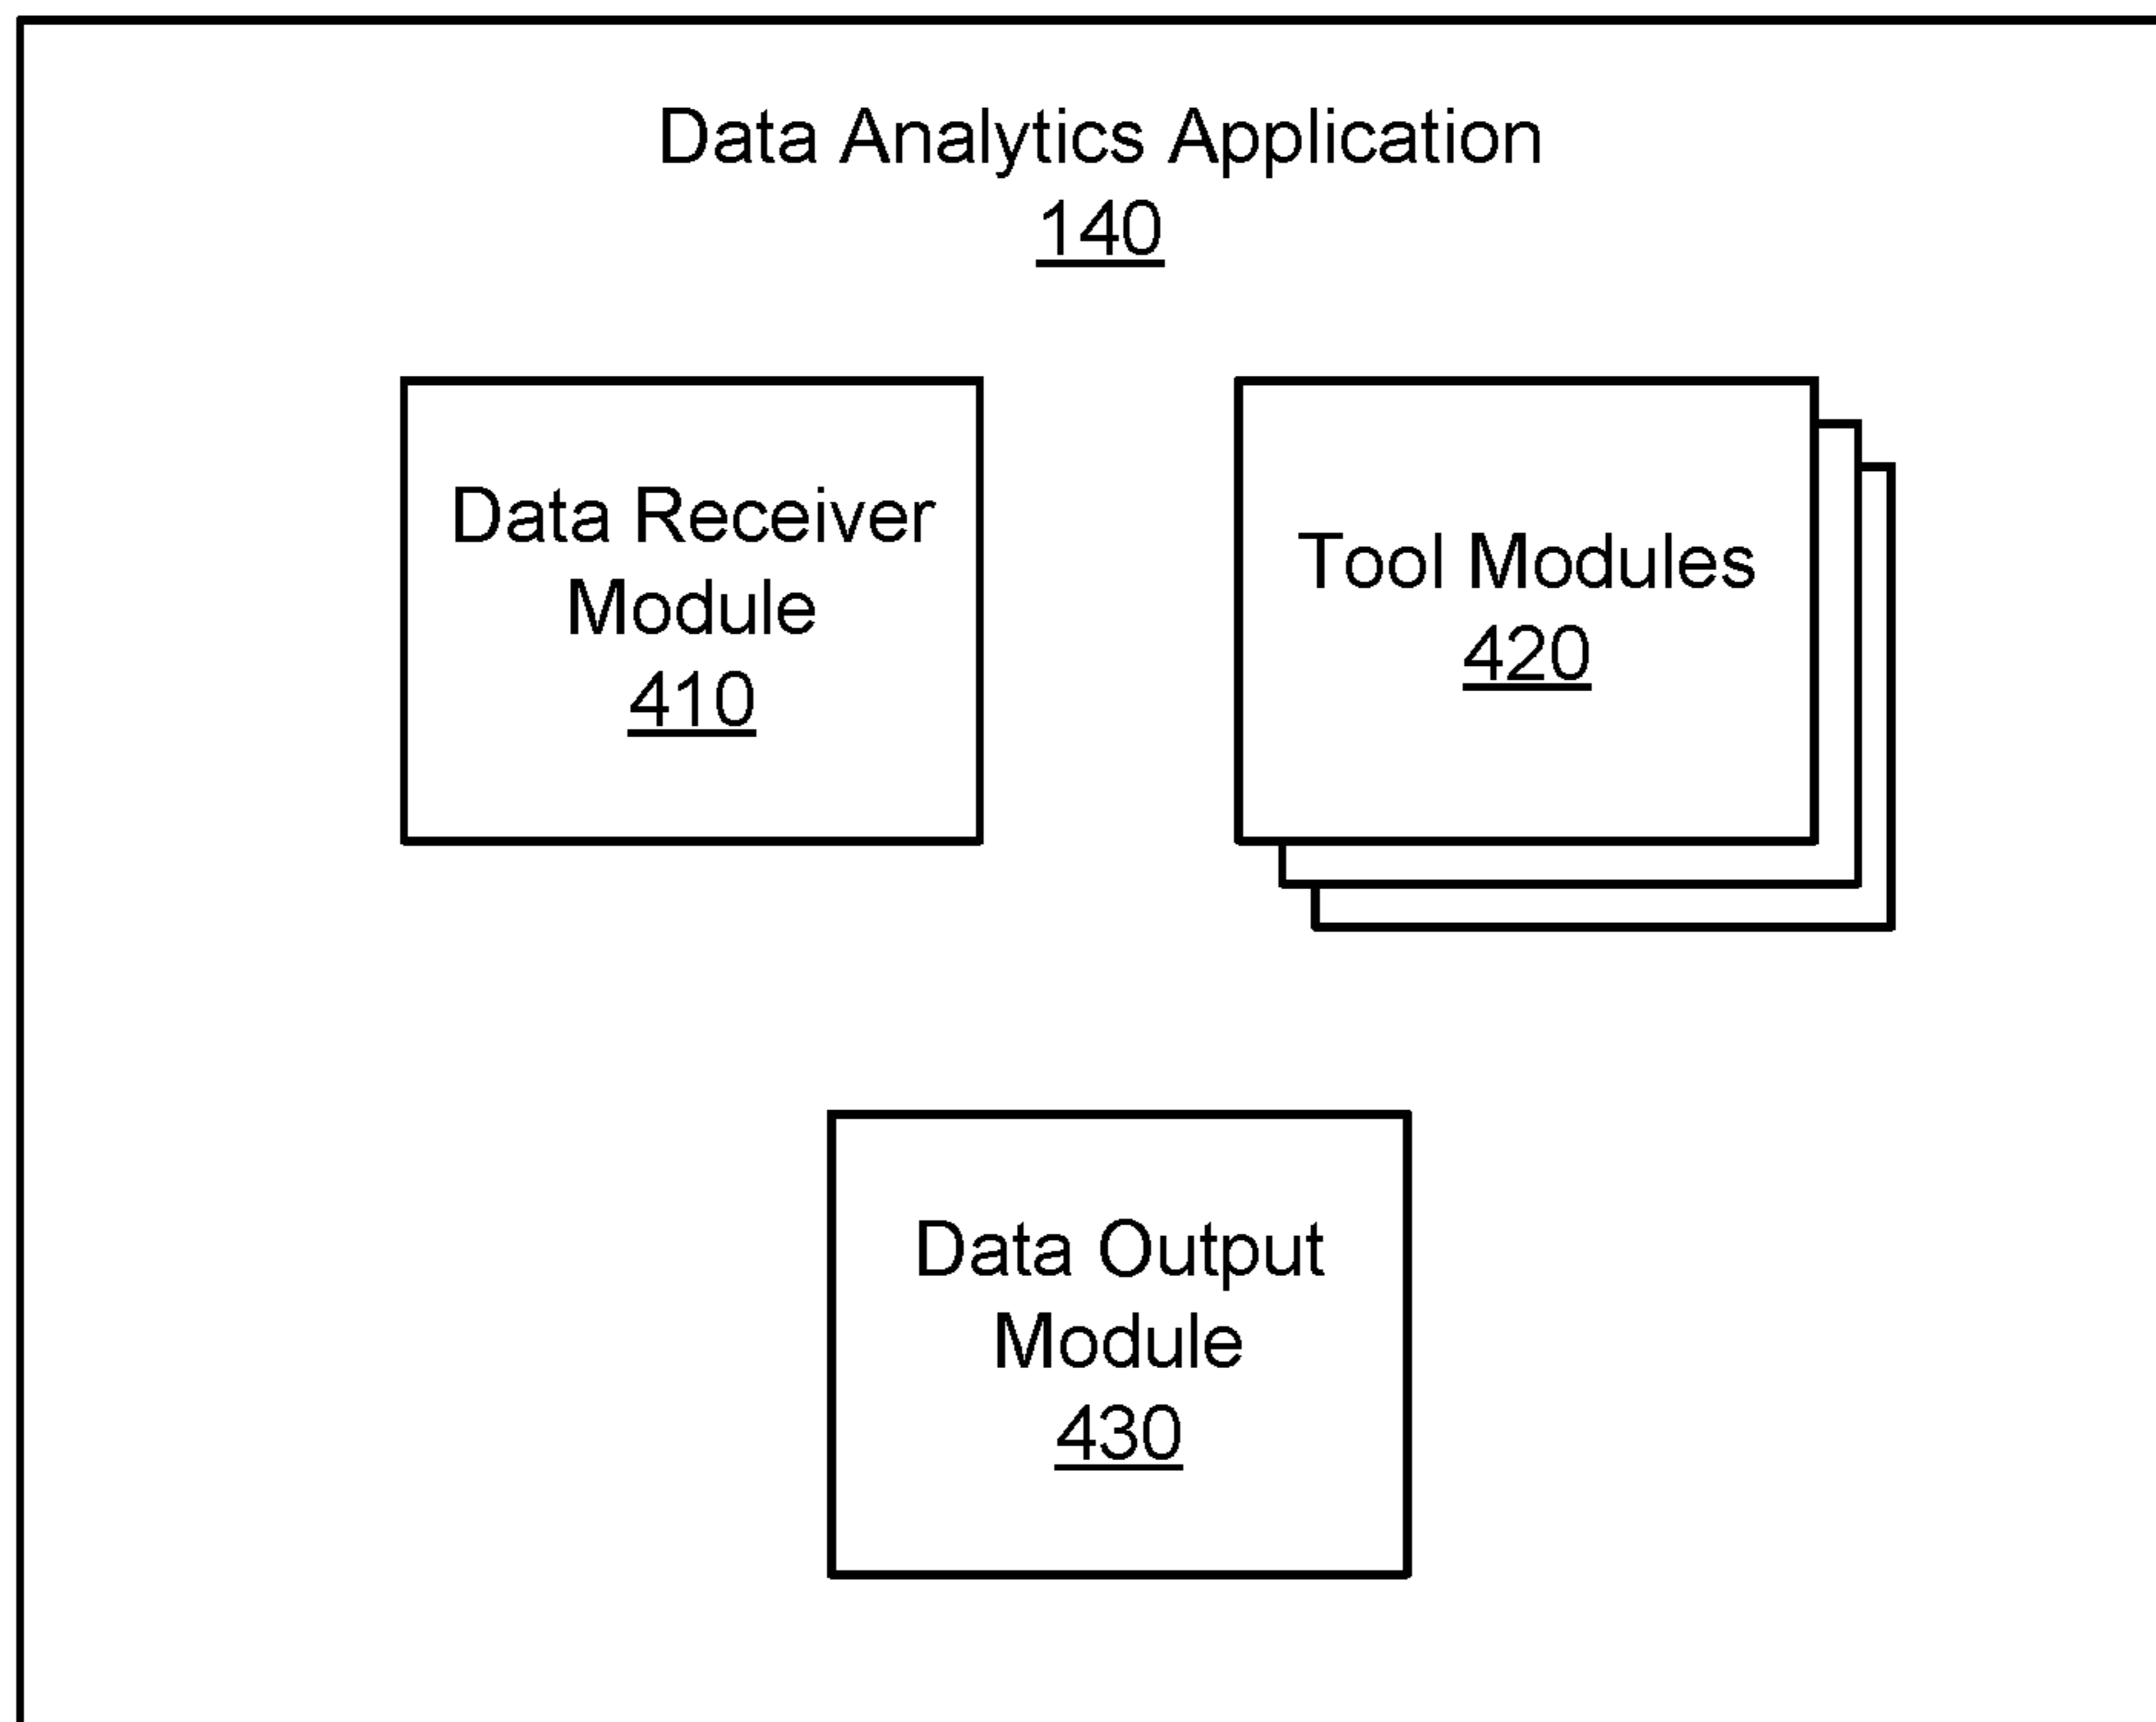 Data Analytics Application
140
Data Receiver
Module
410
Tool Modules
420
Data Output
Module
430